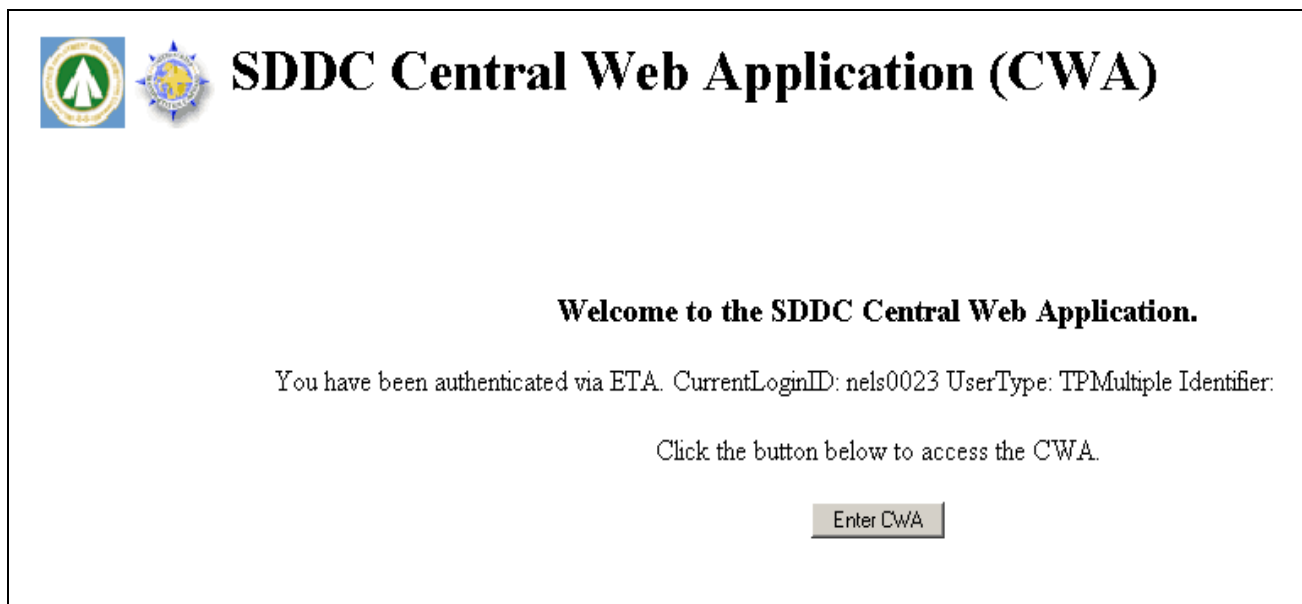 SDDC Central Web Application (CWA)
Welcome to the SDDC Central Web Application.
You have been authenticated via ETA. CurrentLoginID: nels0023 UserType: TPMultiple Identifier:
Click the button below to access the CWA.
Enter CWA